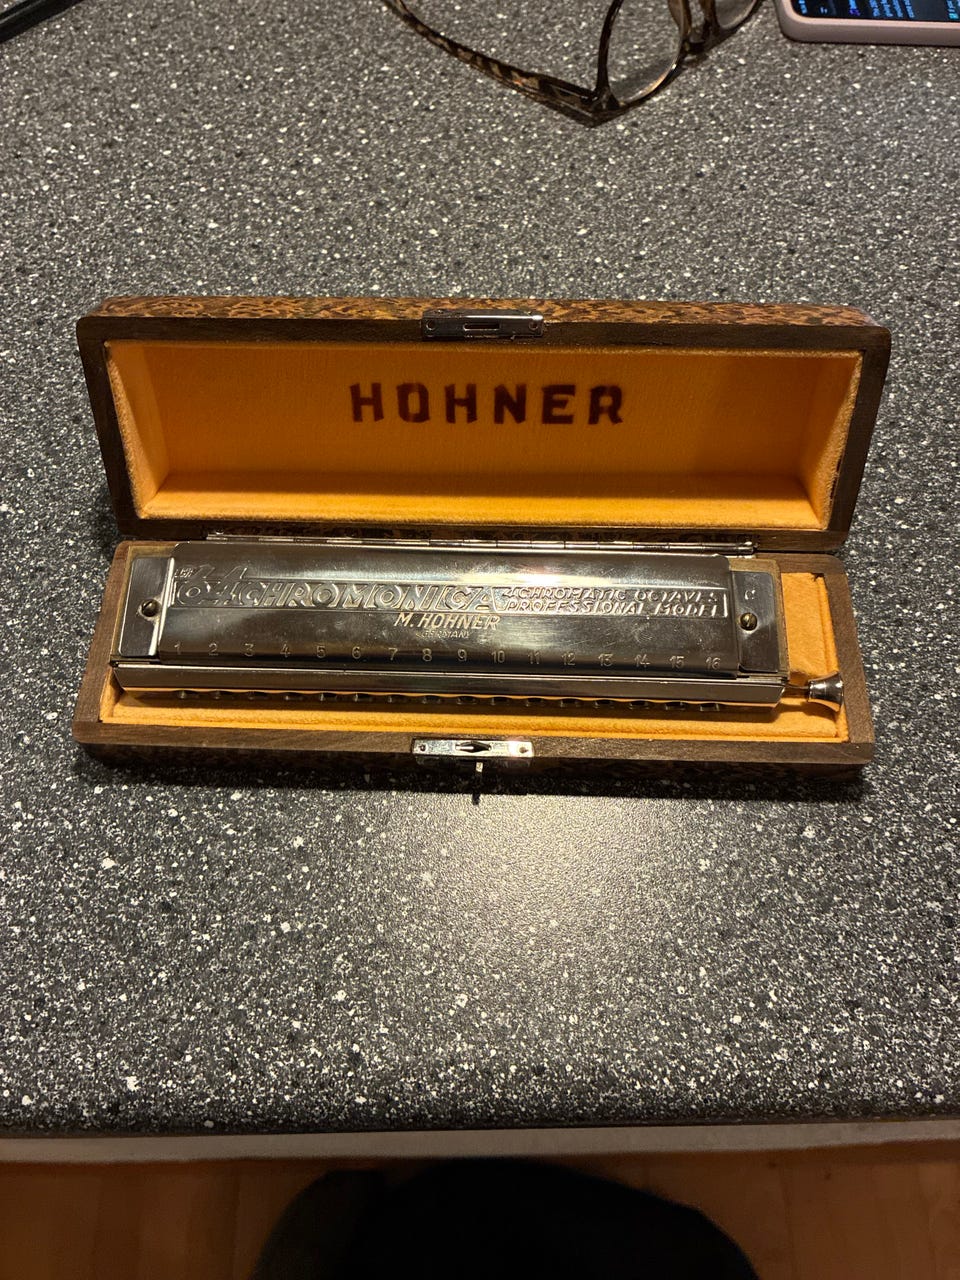 HOHNER
The
64 CHROMONICA
4 CHROMATIC OCTAVES
PROFESSIONAL MODEL
C
M. HOHNER
GERMANY
1 2 3 4 5 6 7 8 9 10 11 12 13 14 15 16